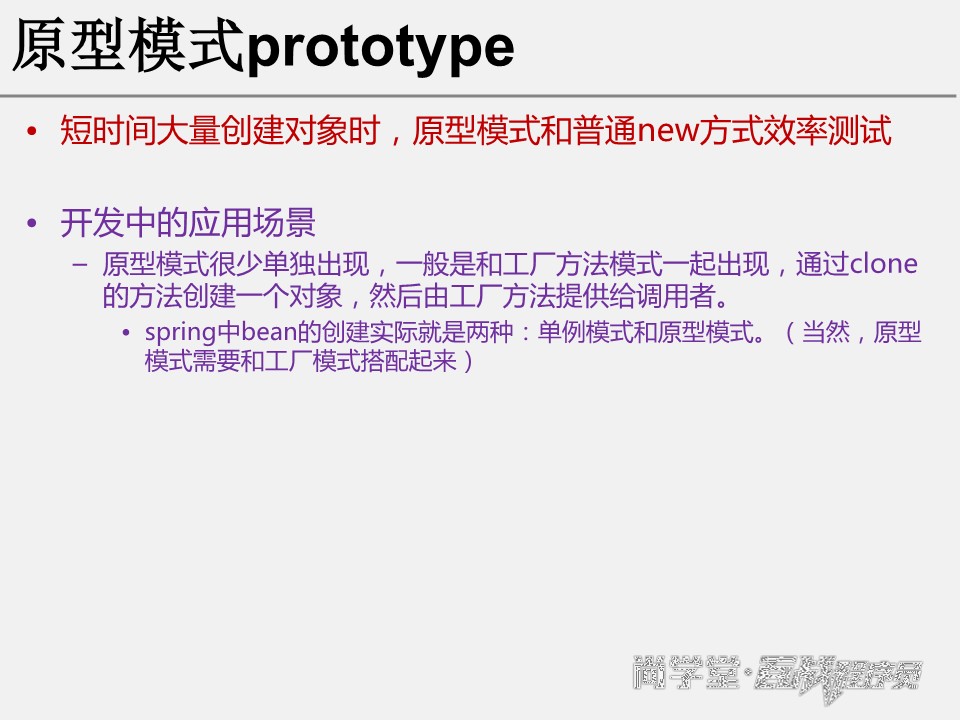 原型模式prototype
• 短时间大量创建对象时，原型模式和普通new方式效率测试
• 开发中的应用场景
– 原型模式很少单独出现，一般是和工厂方法模式一起出现，通过clone
的方法创建一个对象，然后由工厂方法提供给调用者。
• spring中bean的创建实际就是两种：单例模式和原型模式。（当然，原型
模式需要和工厂模式搭配起来）
尚学堂·